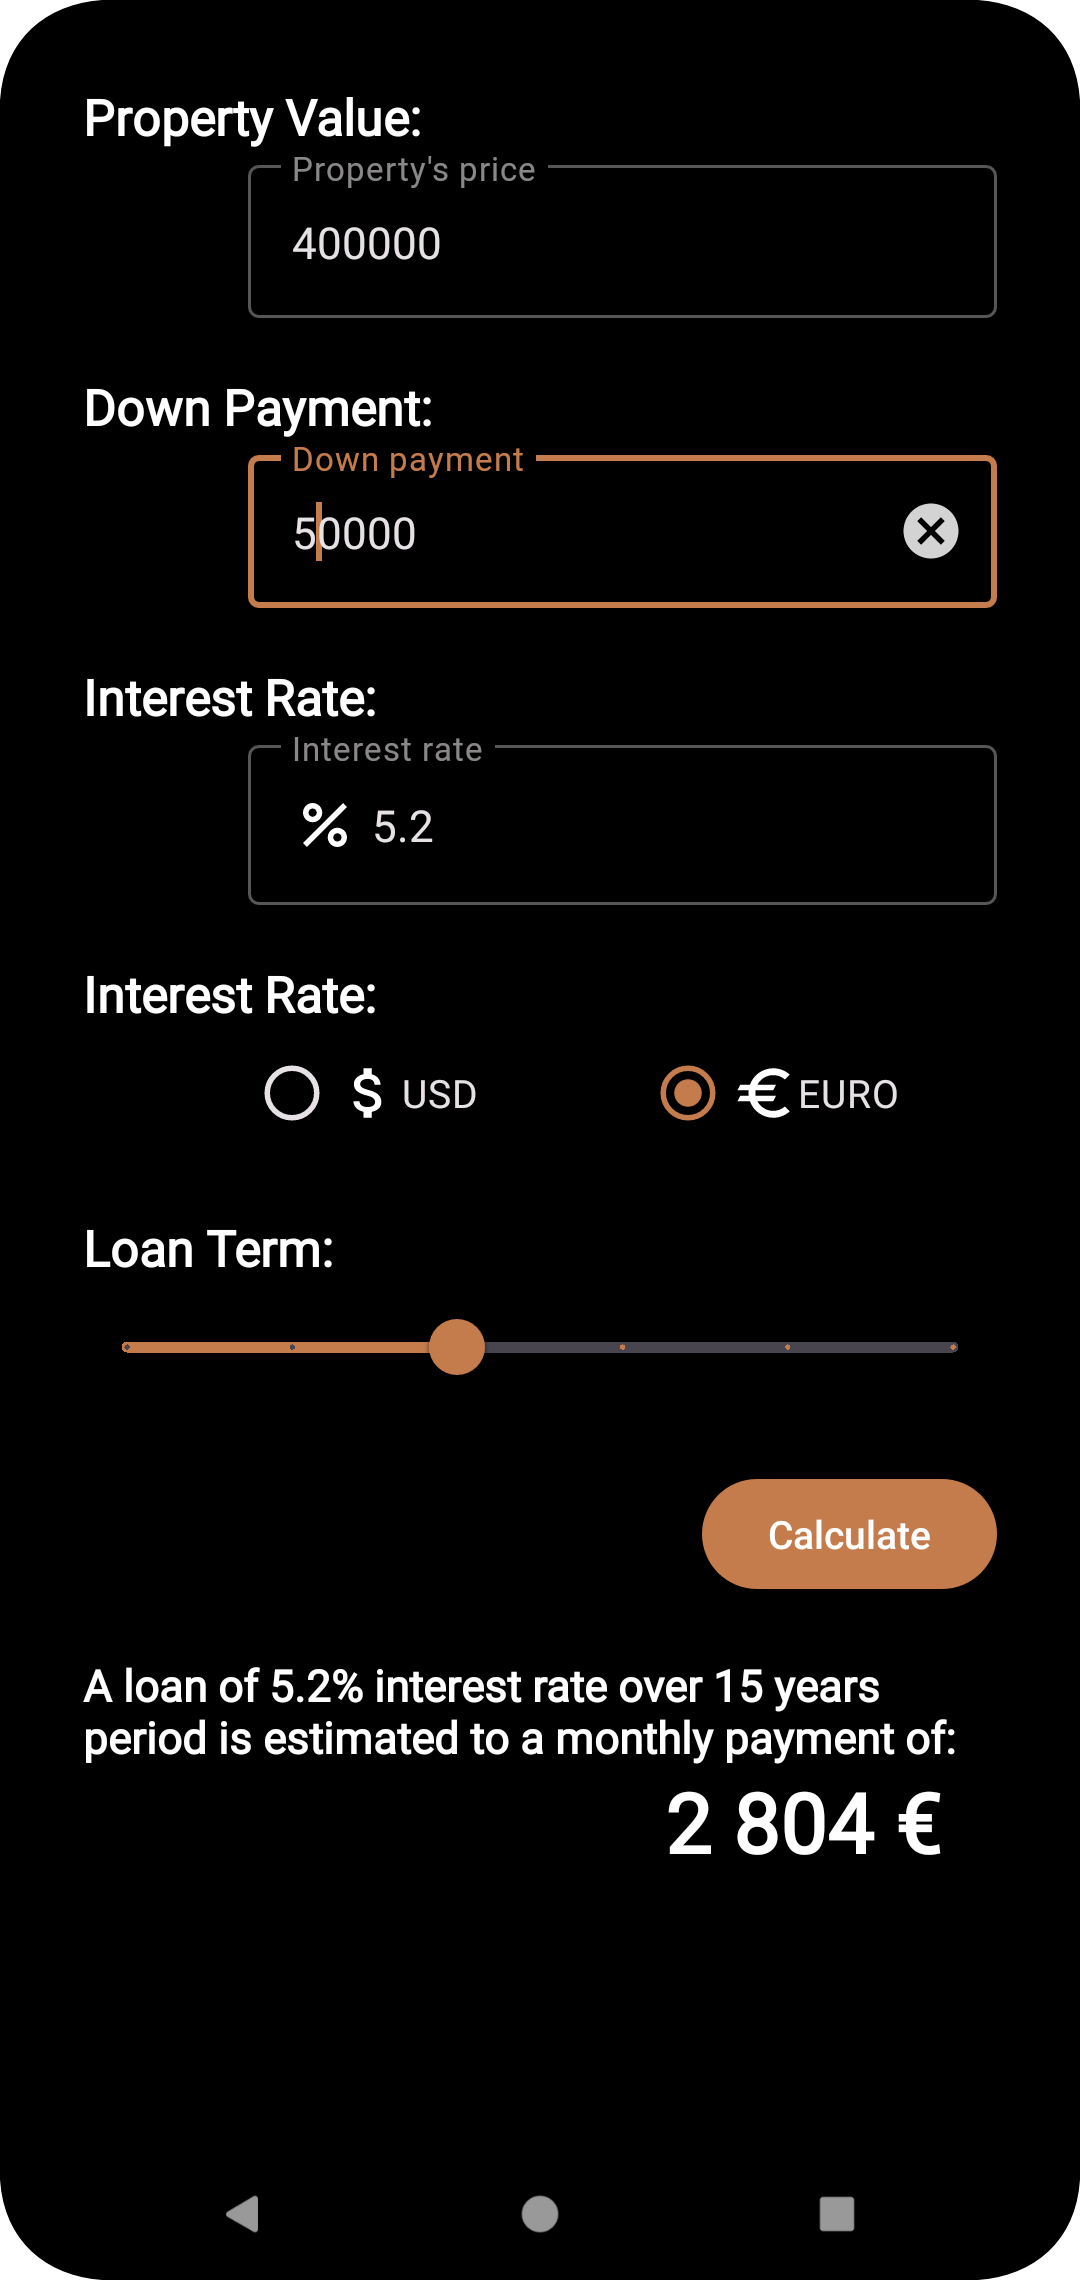 Property Value:
Property's price
400000
Down Payment:
Down payment
50000
Interest Rate:
Interest rate
% 5.2
Interest Rate:
$ USD € EURO
Loan Term:
Calculate
A loan of 5.2% interest rate over 15 years
period is estimated to a monthly payment of:
2 804 €